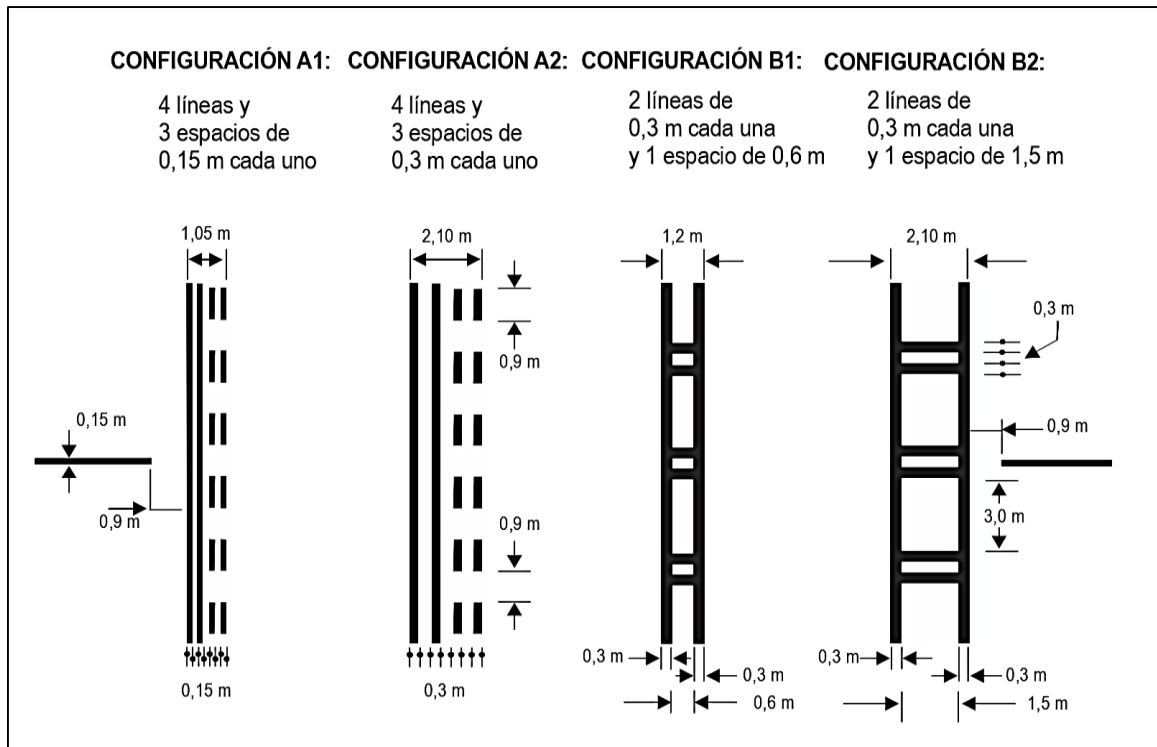 CONFIGURACIÓN A1:
4 líneas y
3 espacios de
0,15 m cada uno
CONFIGURACIÓN A2:
4 líneas y
3 espacios de
0,3 m cada uno
CONFIGURACIÓN B1:
2 líneas de
0,3 m cada una
y 1 espacio de 0,6 m
CONFIGURACIÓN B2:
2 líneas de
0,3 m cada una
y 1 espacio de 1,5 m
1,05 m
2,10 m
1,2 m
2,10 m
0,3 m
0,9 m
0,15 m
0,9 m
0,9 m
0,9 m
3,0 m
0,15 m
0,3 m
0,3 m
0,3 m
0,6 m
0,3 m
0,3 m
1,5 m